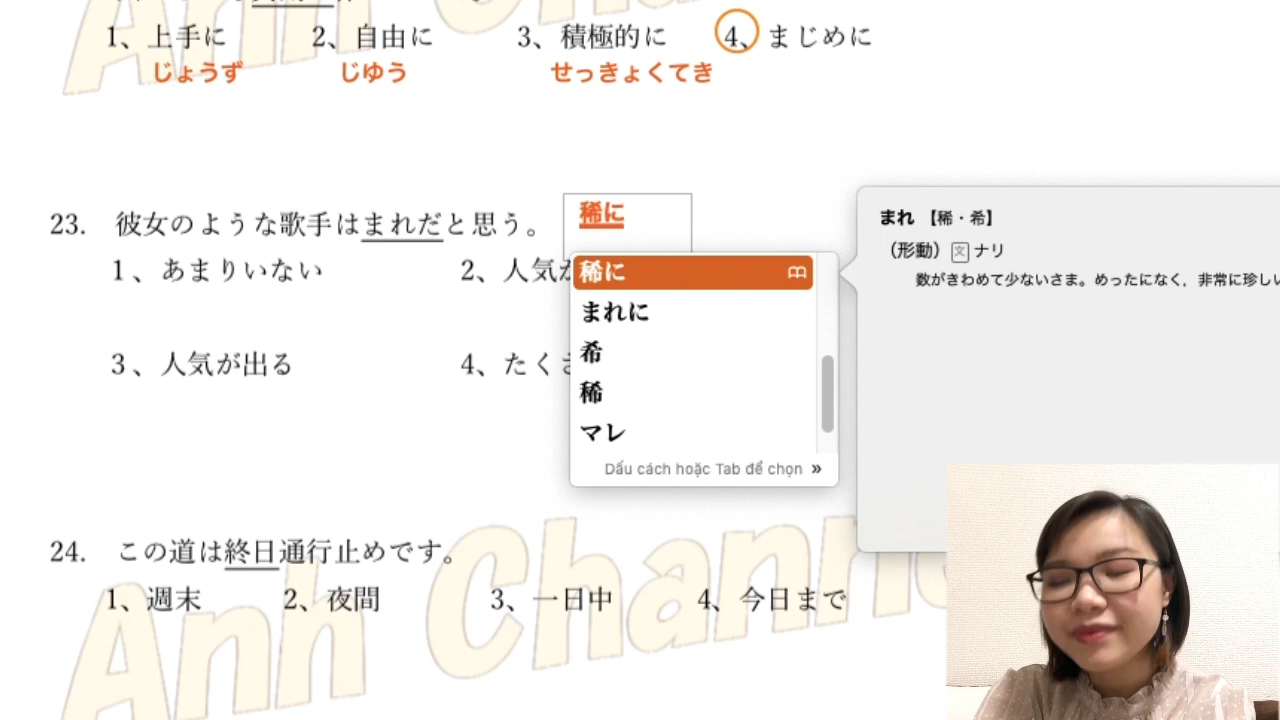 1、上手に 2、自由に 3、積極的に 4、まじめに
じょうず じゆう せっきょくてき
23. 彼女のような歌手はまれだと思う。
稀に
1、あまりいない 2、人気が
3、人気が出る 4、たくさ
稀に
まれに
希
稀
マレ
Dấu cách hoặc Tab để chọn »
まれ【稀・希】
(形動) 文 ナリ
数がきわめて少ないさま。めったになく，非常に珍しい
24. この道は終日通行止めです。
1、週末 2、夜間 3、一日中 4、今日まで
Anh Channe
Anh Channe